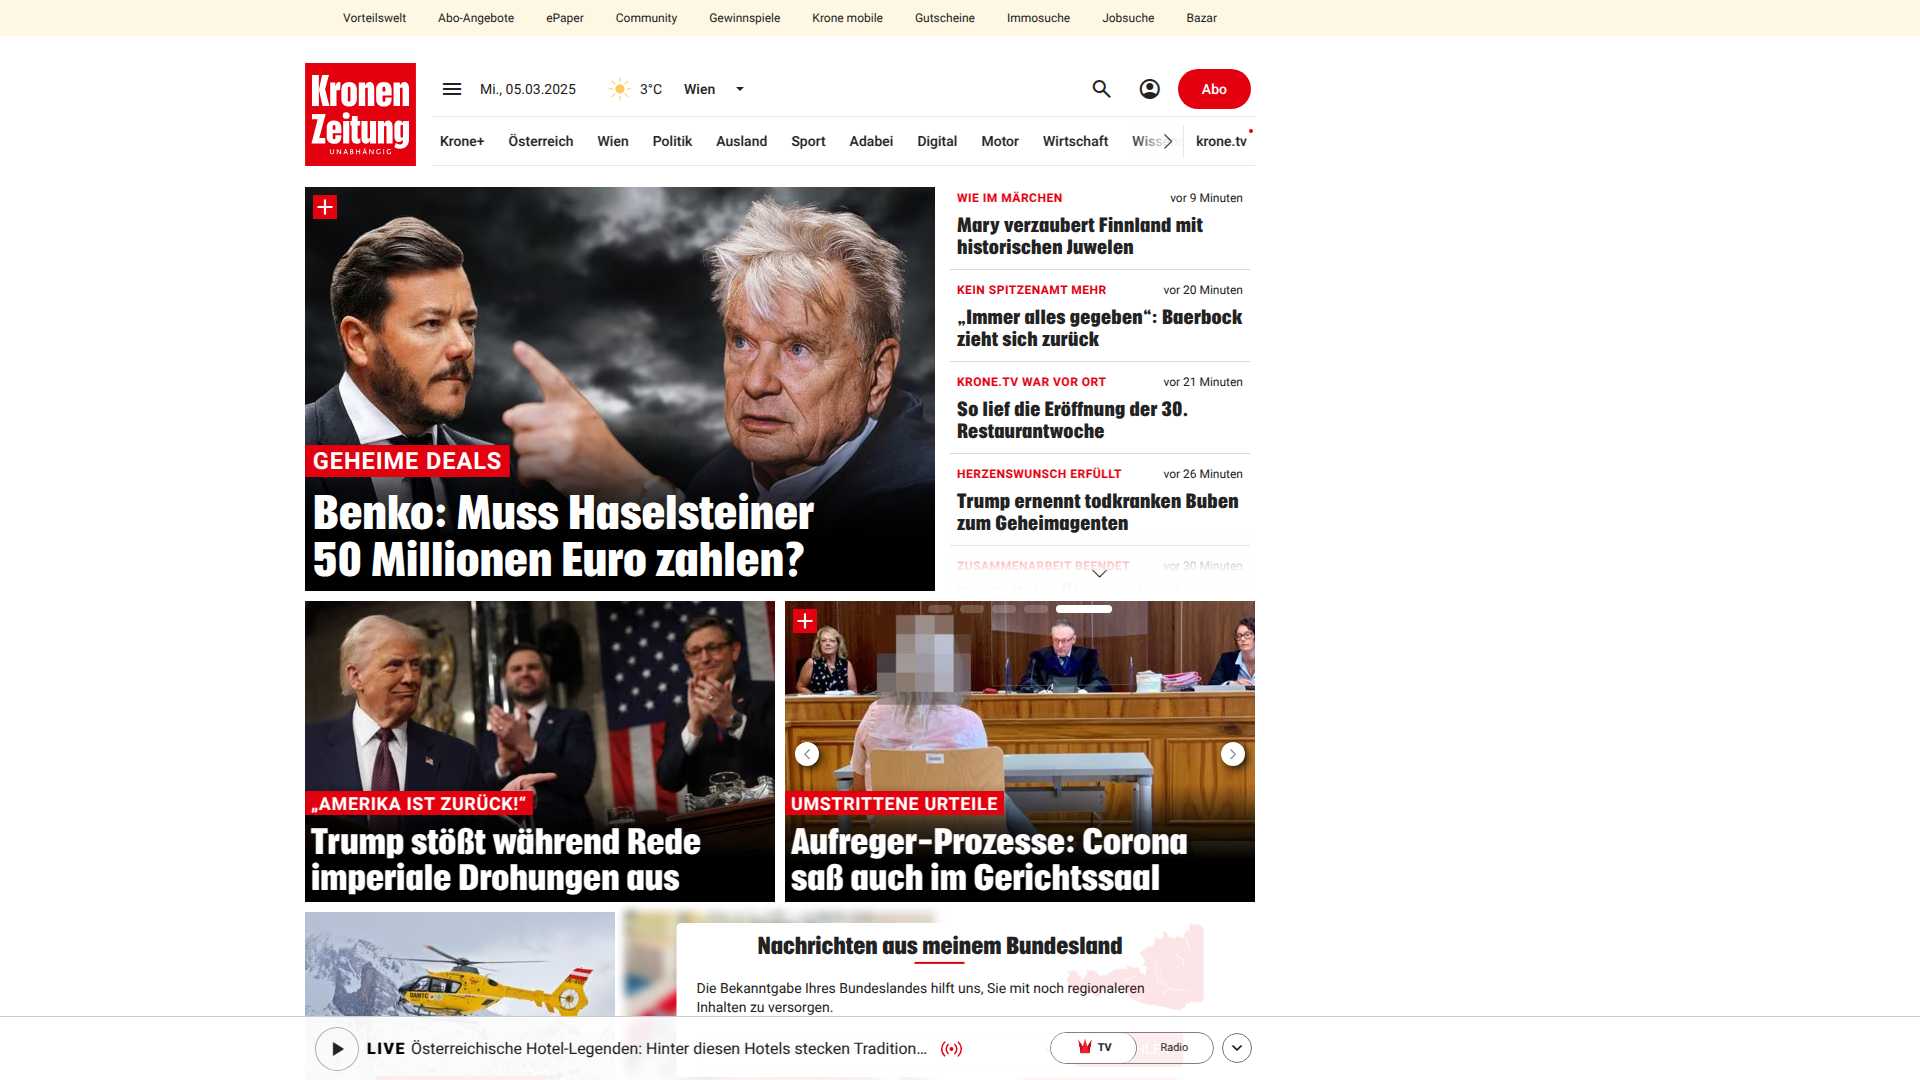 Vorteilswelt Abo-Angebote ePaper Community Gewinnspiele Krone mobile Gutscheine Immosuche Jobsuche Bazar
Kronen
Zeitung
UNABHÄNGIG
Mi., 05.03.2025 3°C Wien
Abo
Krone+ Österreich Wien Politik Ausland Sport Adabei Digital Motor Wirtschaft Wiss krone.tv
GEHEIME DEALS
Benko: Muss Haselsteiner
50 Millionen Euro zahlen?
WIE IM MÄRCHEN vor 9 Minuten
Mary verzaubert Finnland mit
historischen Juwelen
KEIN SPITZENAMT MEHR vor 20 Minuten
„Immer alles gegeben“: Baerbock
zieht sich zurück
KRONE.TV WAR VOR ORT vor 21 Minuten
So lief die Eröffnung der 30.
Restaurantwoche
HERZENSWUNSCH ERFÜLLT vor 26 Minuten
Trump ernennt todkranken Buben
zum Geheimagenten
ZUSAMMENARBEIT BEENDET vor 30 Minuten
„AMERIKA IST ZURÜCK!“
Trump stößt während Rede
imperiale Drohungen aus
UMSTRITTENE URTEILE
Aufreger-Prozesse: Corona
saß auch im Gerichtssaal
ÖAMTC
Nachrichten aus meinem Bundesland
Die Bekanntgabe Ihres Bundeslandes hilft uns, Sie mit noch regionaleren
Inhalten zu versorgen.
LIVE Österreichische Hotel-Legenden: Hinter diesen Hotels stecken Tradition...
TV Radio